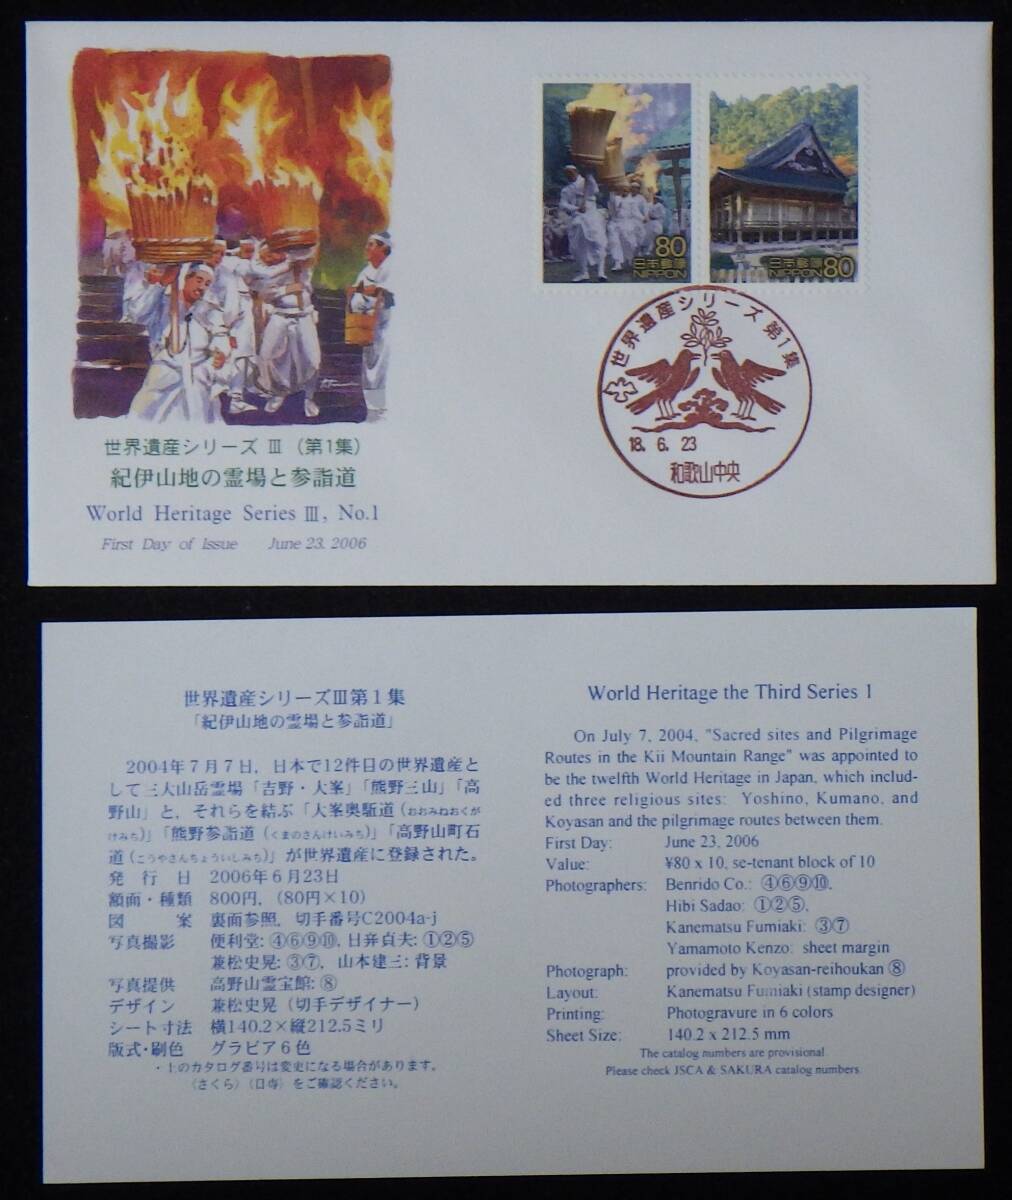 80
日本郵便
NIPPON
日本郵便
NIPPON 80
世界遺産シリーズ 第1集
18. 6. 23
和歌山中央
世界遺産シリーズ Ⅲ (第1集)
紀伊山地の霊場と参詣道
World Heritage Series Ⅲ, No.1
First Day of Issue June 23. 2006
世界遺産シリーズⅢ第1集
「紀伊山地の霊場と参詣道」
2004年7月7日，日本で12件目の世界遺産と
して三大山岳霊場「吉野・大峯」「熊野三山」「高
野山」と，それらを結ぶ「大峯奥駈道（おおみねおくが
けみち）」「熊野参詣道（くまのさんけいみち）」「高野山町石
道（こうやさんちょういしみち）」が世界遺産に登録された。
発行日 2006年6月23日
額面・種類 800円，（80円×10）
図案 裏面参照，切手番号C2004a-j
写真撮影 便利堂: ④⑥⑨⑩, 日弁貞夫: ①②⑤
兼松史晃: ③⑦，山本建三: 背景
写真提供 高野山霊宝館: ⑧
デザイン 兼松史晃（切手デザイナー）
シート寸法 横140.2×縦212.5ミリ
版式・刷色 グラビア6色
・上のカタログ番号は変更になる場合があります。
〈さくら〉〈日専〉をご確認ください。
World Heritage the Third Series 1
On July 7, 2004, "Sacred sites and Pilgrimage
Routes in the Kii Mountain Range" was appointed to
be the twelfth World Heritage in Japan, which includ-
ed three religious sites: Yoshino, Kumano, and
Koyasan and the pilgrimage routes between them.
First Day: June 23, 2006
Value: ¥80 x 10, se-tenant block of 10
Photographers: Benrido Co.: ④⑥⑨⑩,
Hibi Sadao: ①②⑤,
Kanematsu Fumiaki: ③⑦
Yamamoto Kenzo: sheet margin
Photograph: provided by Koyasan-reihoukan ⑧
Layout: Kanematsu Fumiaki (stamp designer)
Printing: Photogravure in 6 colors
Sheet Size: 140.2 x 212.5 mm
The catalog numbers are provisional.
Please check JSCA & SAKURA catalog numbers.